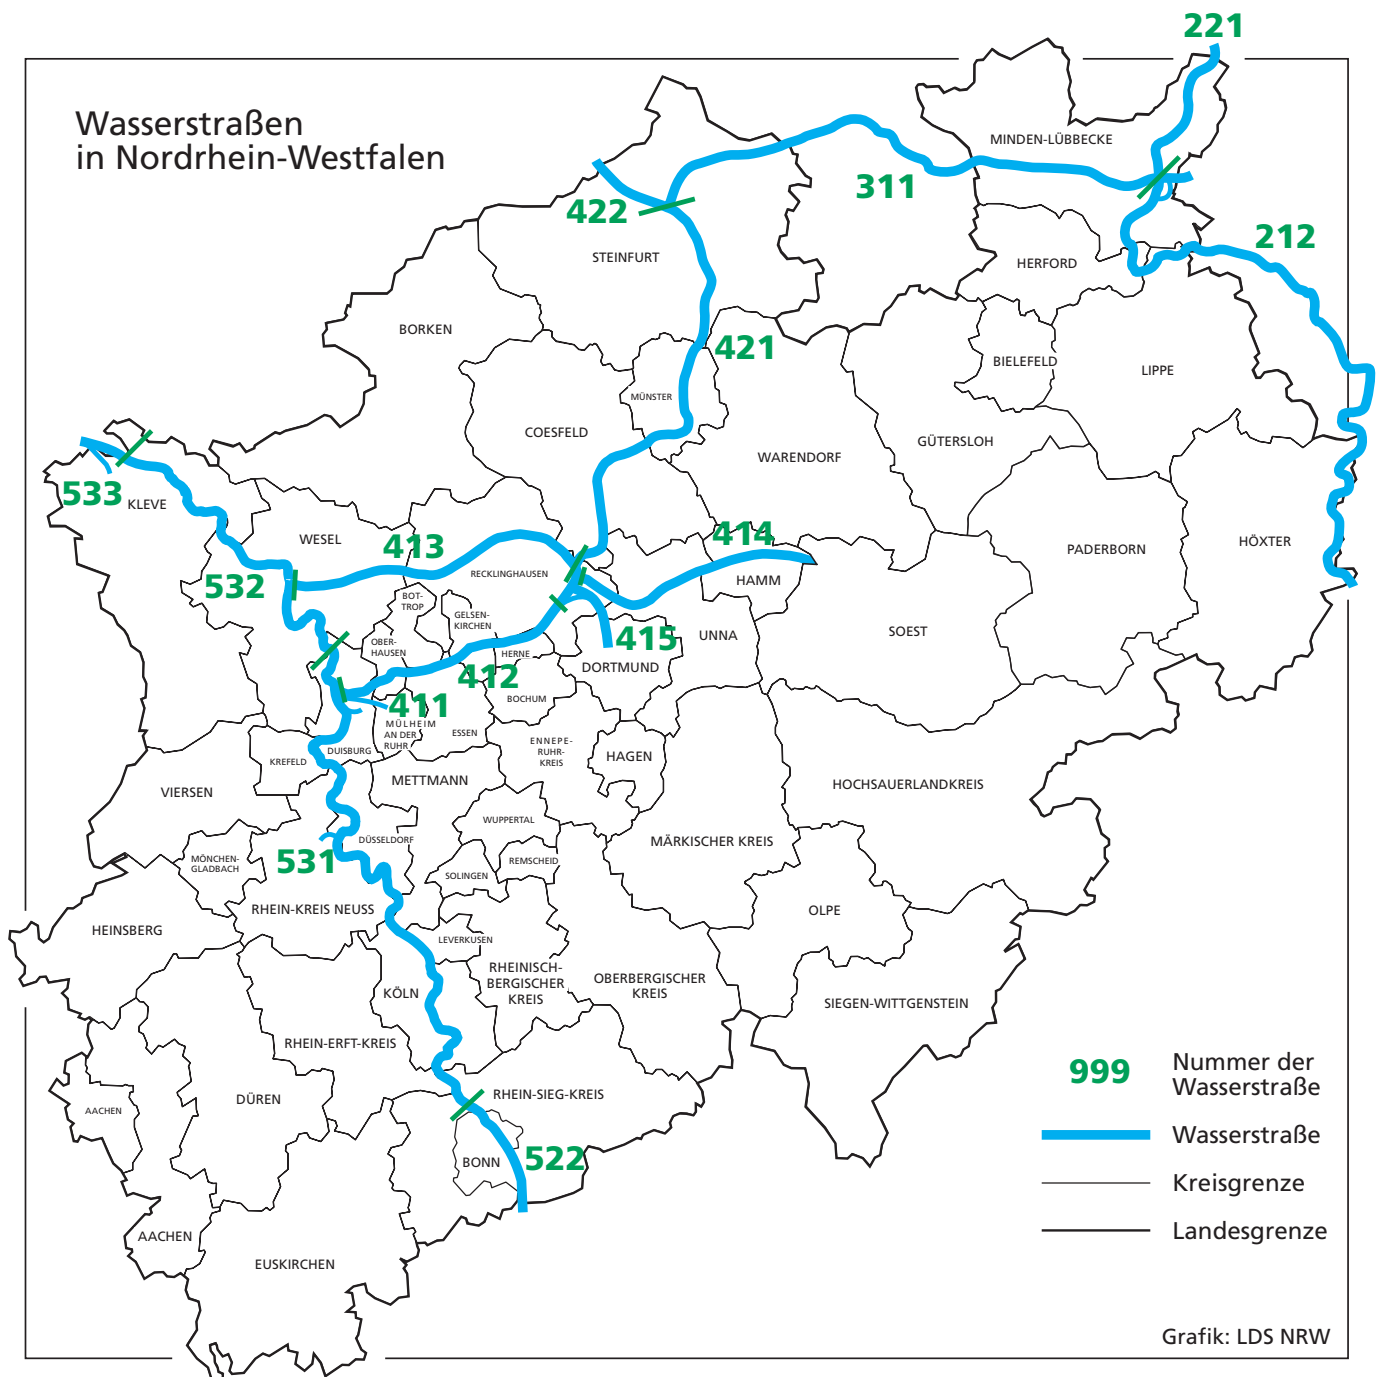 221
Wasserstraßen
in Nordrhein-Westfalen
MINDEN-LÜBBECKE
311
422
212
STEINFURT
HERFORD
BORKEN
421
BIELEFELD
LIPPE
MÜNSTER
COESFELD
GÜTERSLOH
WARENDORF
533
KLEVE
414
WESEL
413
HÖXTER
PADERBORN
RECKLINGHAUSEN
532
HAMM
BOT-
TROP
GELSEN-
KIRCHEN
415
UNNA
SOEST
OBER-
HAUSEN
HERNE
DORTMUND
412
411
BOCHUM
MÜLHEIM
AN DER
RUHR
ESSEN
DUISBURG
ENNEPE-
RUHR-
KREIS
HAGEN
KREFELD
METTMANN
HOCHSAUERLANDKREIS
VIERSEN
WUPPERTAL
DÜSSELDORF
MÄRKISCHER KREIS
MÖNCHEN-
GLADBACH
531
REMSCHEID
SOLINGEN
RHEIN-KREIS NEUSS
OLPE
HEINSBERG
LEVERKUSEN
RHEINISCH-
BERGISCHER
KREIS
OBERBERGISCHER
KREIS
KÖLN
SIEGEN-WITTGENSTEIN
RHEIN-ERFT-KREIS
999
Nummer der
Wasserstraße
RHEIN-SIEG-KREIS
DÜREN
AACHEN
Wasserstraße
BONN
522
Kreisgrenze
AACHEN
Landesgrenze
EUSKIRCHEN
Grafik: LDS NRW